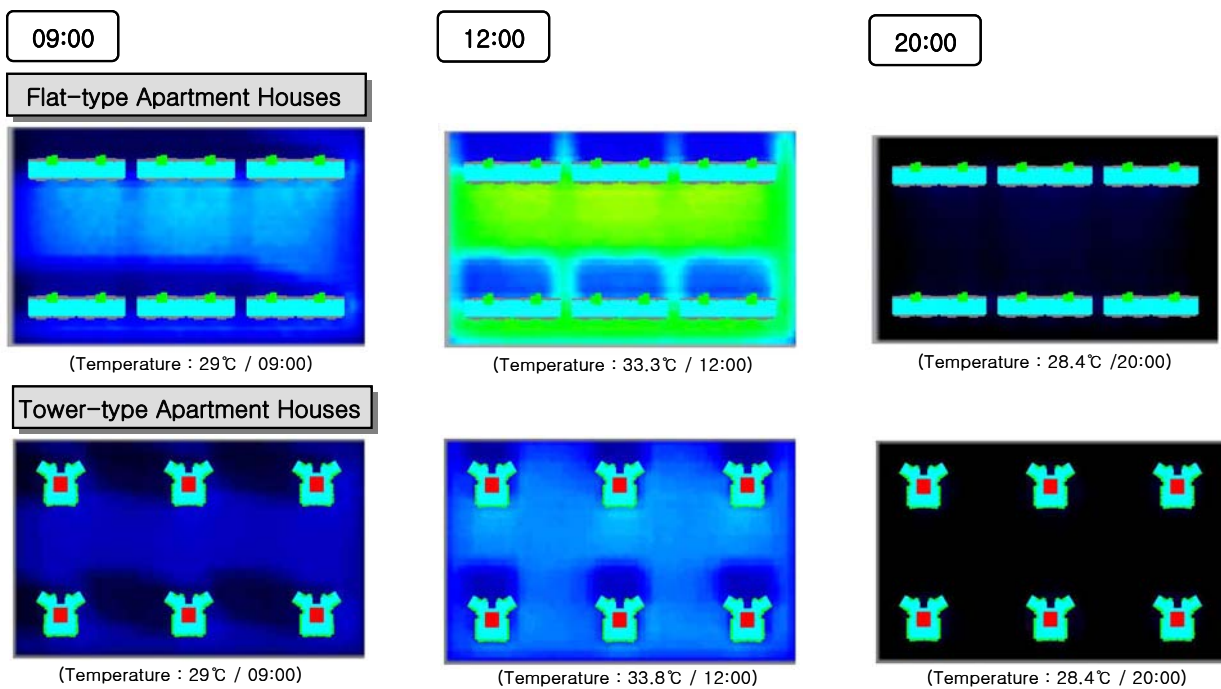 09:00
12:00
20:00
Flat-type Apartment Houses
(Temperature : 29℃ / 09:00)
(Temperature : 33.3℃ / 12:00)
(Temperature : 28.4℃ /20:00)
Tower-type Apartment Houses
(Temperature : 29℃ / 09:00)
(Temperature : 33.8℃ / 12:00)
(Temperature : 28.4℃ / 20:00)